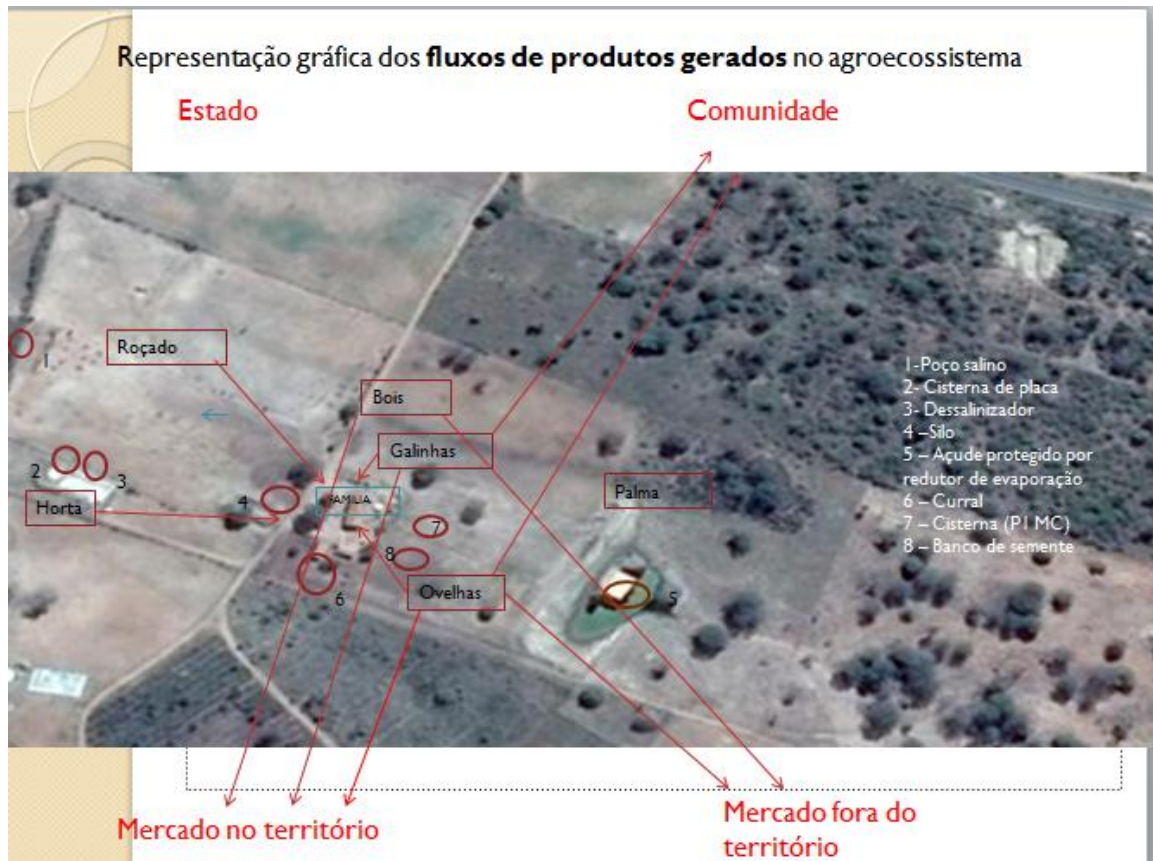 Representação gráfica dos fluxos de produtos gerados no agroecossistema
Estado
Comunidade
Roçado
1
Bois
Galinhas
1-Poço salino
2- Cisterna de placa
3- Dessalinizador
4 –Silo
5 – Açude protegido por
redutor de evaporação
6 – Curral
7 – Cisterna (P1 MC)
8 – Banco de semente
2
3
Horta
4
FAMILIA
Palma
7
8
6
Ovelhas
5
Mercado no território
Mercado fora do
território